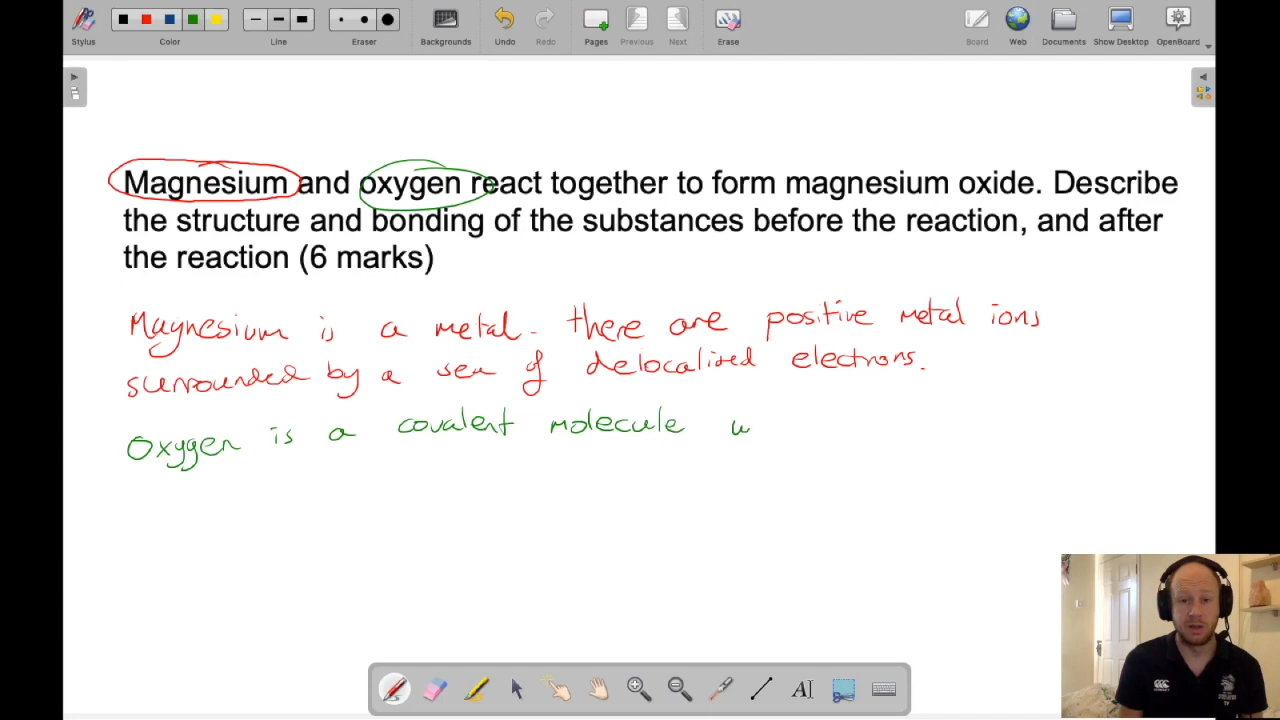 Stylus Color Line Eraser Backgrounds Undo Redo Pages Previous Next Erase Board Web Documents Show Desktop OpenBoard
Magnesium and oxygen react together to form magnesium oxide. Describe
the structure and bonding of the substances before the reaction, and after
the reaction (6 marks)
Magnesium is a metal. there are positive metal ions
surrounded by a sea of delocalised electrons.
Oxygen is a covalent molecule w
AI